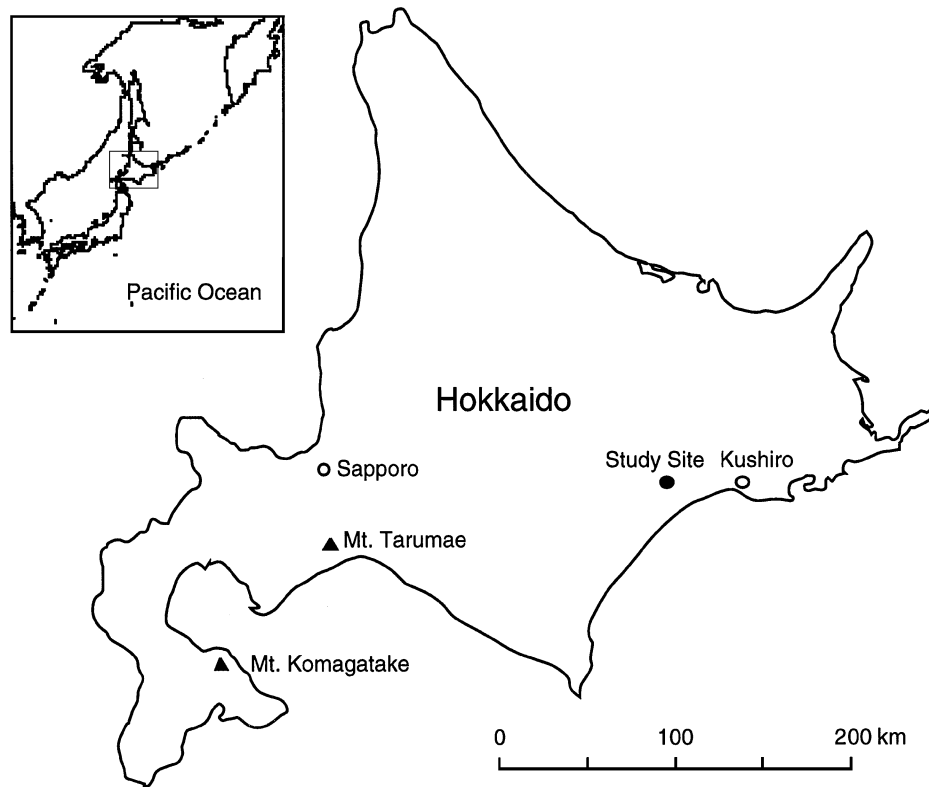 Pacific Ocean
Hokkaido
Study Site Kushiro
Sapporo
Mt. Tarumae
Mt. Komagatake
0 100 200 km